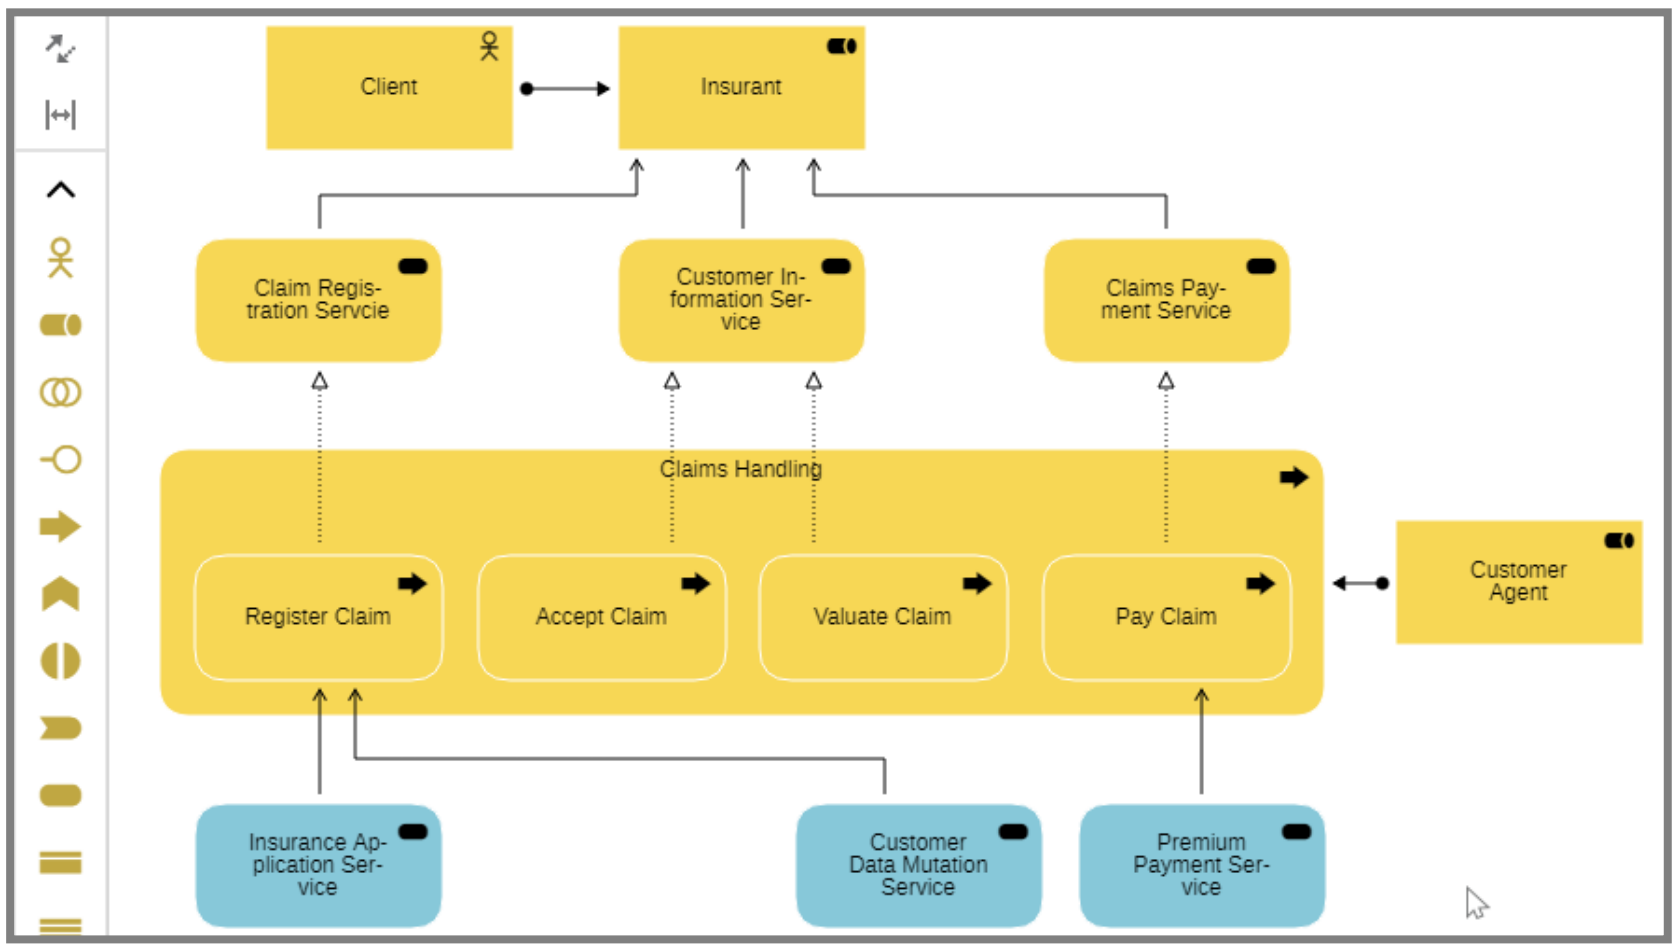 Client
Insurant
Claim Regis-
tration Servcie
Customer In-
formation Ser-
vice
Claims Pay-
ment Service
Claims Handling
Register Claim
Accept Claim
Valuate Claim
Pay Claim
Customer
Agent
Insurance Ap-
plication Ser-
vice
Customer
Data Mutation
Service
Premium
Payment Ser-
vice